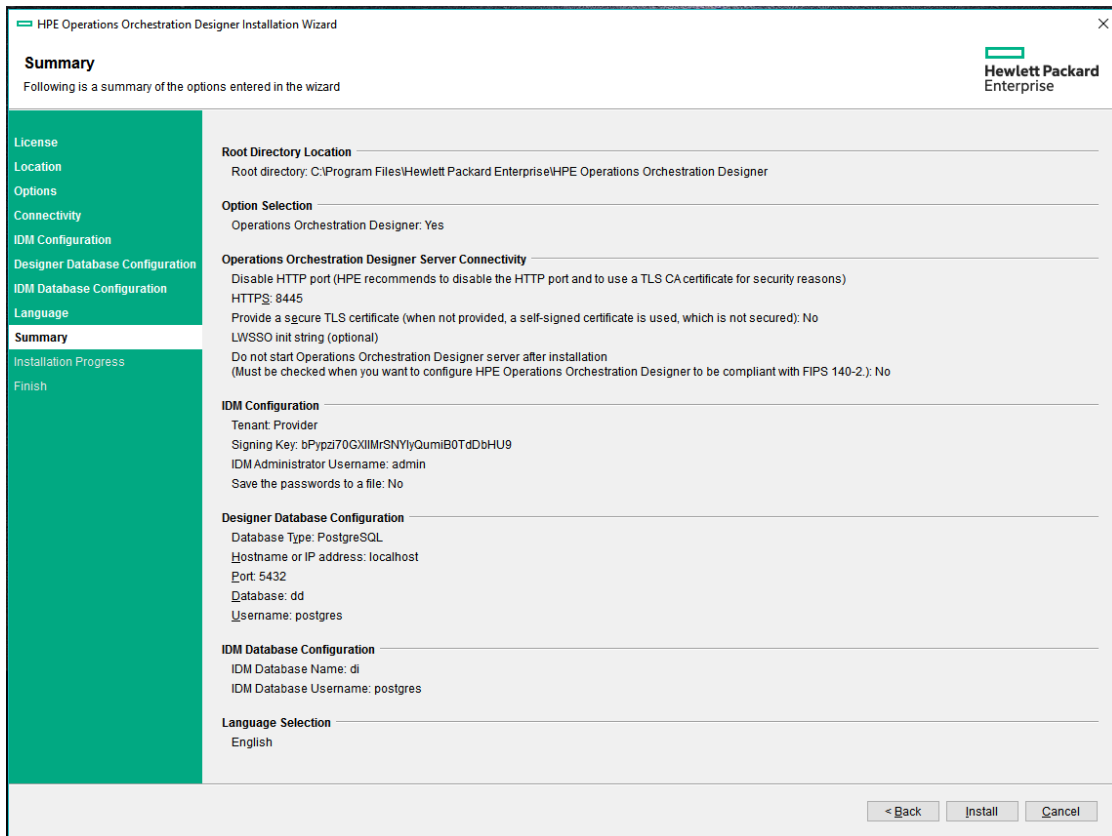 HPE Operations Orchestration Designer Installation Wizard
Summary
Following is a summary of the options entered in the wizard
Hewlett Packard
Enterprise
License
Location
Options
Connectivity
IDM Configuration
Designer Database Configuration
IDM Database Configuration
Language
Summary
Installation Progress
Finish
Root Directory Location
Root directory: C:\Program Files\Hewlett Packard Enterprise\HPE Operations Orchestration Designer
Option Selection
Operations Orchestration Designer: Yes
Operations Orchestration Designer Server Connectivity
Disable HTTP port (HPE recommends to disable the HTTP port and to use a TLS CA certificate for security reasons)
HTTPS: 8445
Provide a secure TLS certificate (when not provided, a self-signed certificate is used, which is not secured): No
LWSSO init string (optional)
Do not start Operations Orchestration Designer server after installation
(Must be checked when you want to configure HPE Operations Orchestration Designer to be compliant with FIPS 140-2.): No
IDM Configuration
Tenant: Provider
Signing Key: bPypzi70GXIlMrSNYlyQumiB0TdDbHU9
IDM Administrator Username: admin
Save the passwords to a file: No
Designer Database Configuration
Database Type: PostgreSQL
Hostname or IP address: localhost
Port: 5432
Database: dd
Username: postgres
IDM Database Configuration
IDM Database Name: di
IDM Database Username: postgres
Language Selection
English
< Back
Install
Cancel